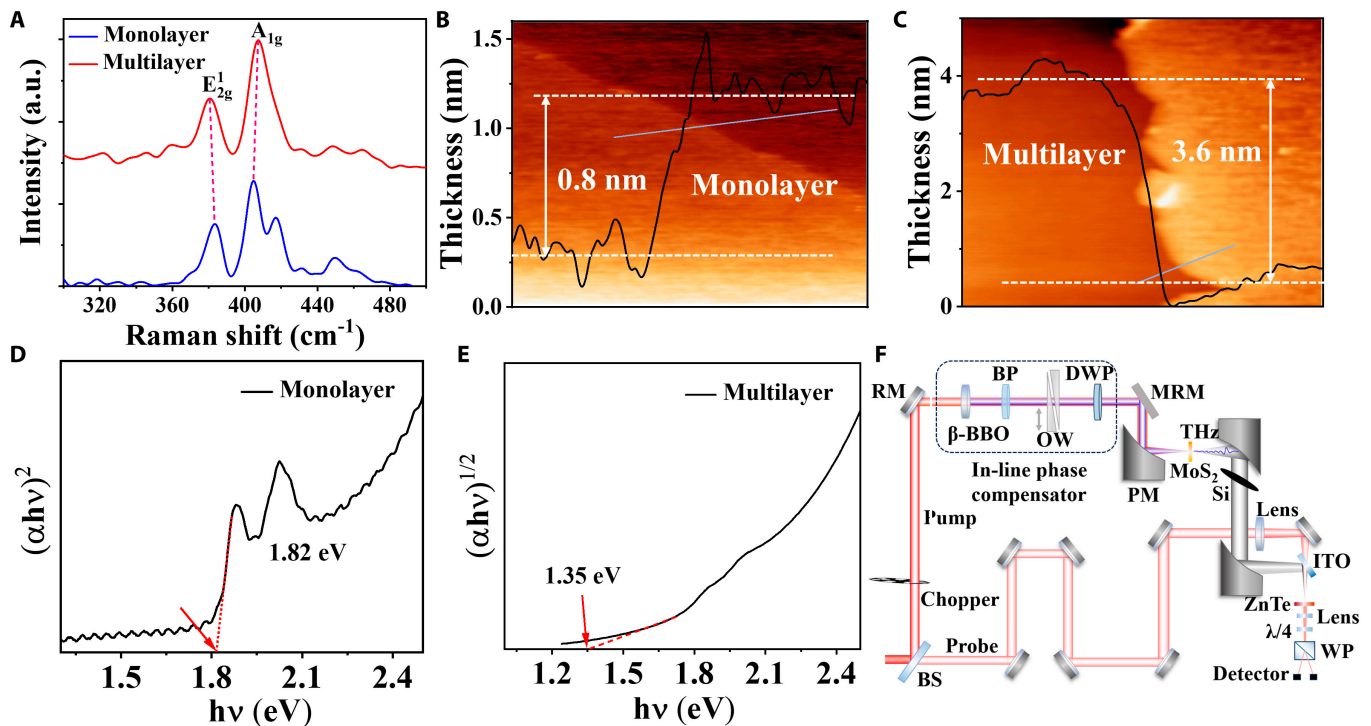 A
Monolayer
Multilayer
E¹2g
A1g
Intensity (a.u.)
320
360
400
440
480
Raman shift (cm⁻¹)
B
1.5
1.0
0.5
0.0
Thickness (nm)
0.8 nm
Monolayer
C
4
2
0
Thickness (nm)
Multilayer
3.6 nm
D
Monolayer
(αhν)²
1.82 eV
1.5
1.8
2.1
2.4
hν (eV)
E
Multilayer
(αhν)¹ᐟ²
1.35 eV
1.2
1.5
1.8
2.1
2.4
hν (eV)
F
RM
BP
DWP
MRM
β-BBO
OW
THz
In-line phase
compensator
PM
MoS₂
Si
Pump
Lens
ITO
Chopper
ZnTe
Lens
λ/4
Probe
WP
BS
Detector